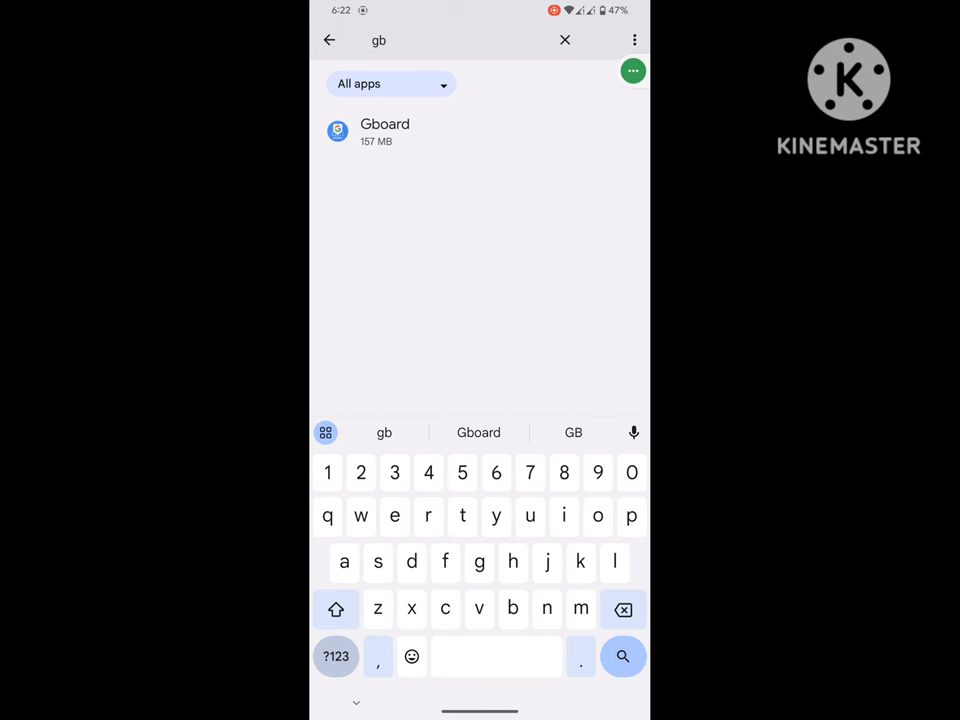 6:22 47%
gb
All apps
Gboard
157 MB
K
KINEMASTER
gb Gboard GB
1 2 3 4 5 6 7 8 9 0
q w e r t y u i o p
a s d f g h j k l
z x c v b n m
?123 , .